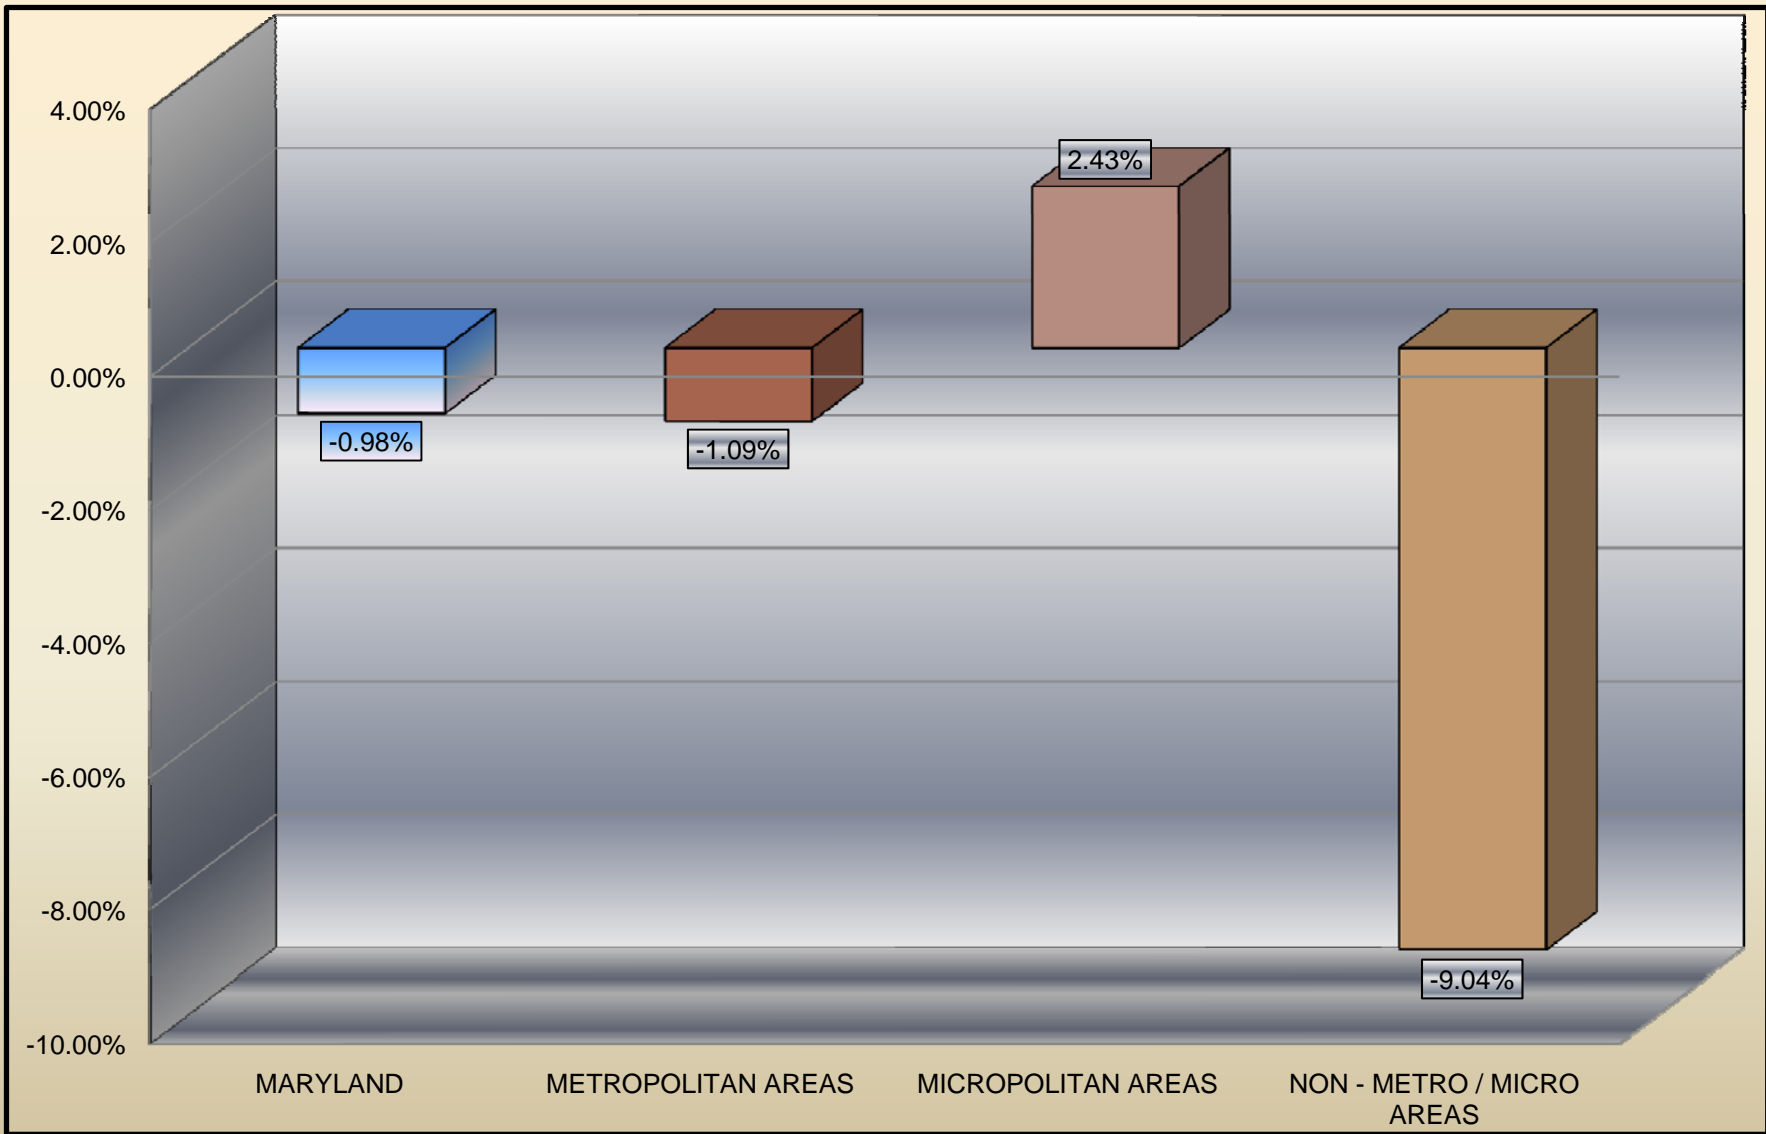 4.00%
2.43%
2.00%
0.00%
-0.98%
-1.09%
-2.00%
-4.00%
-6.00%
-8.00%
-9.04%
-10.00%
MARYLAND
METROPOLITAN AREAS
MICROPOLITAN AREAS
NON - METRO / MICRO
AREAS